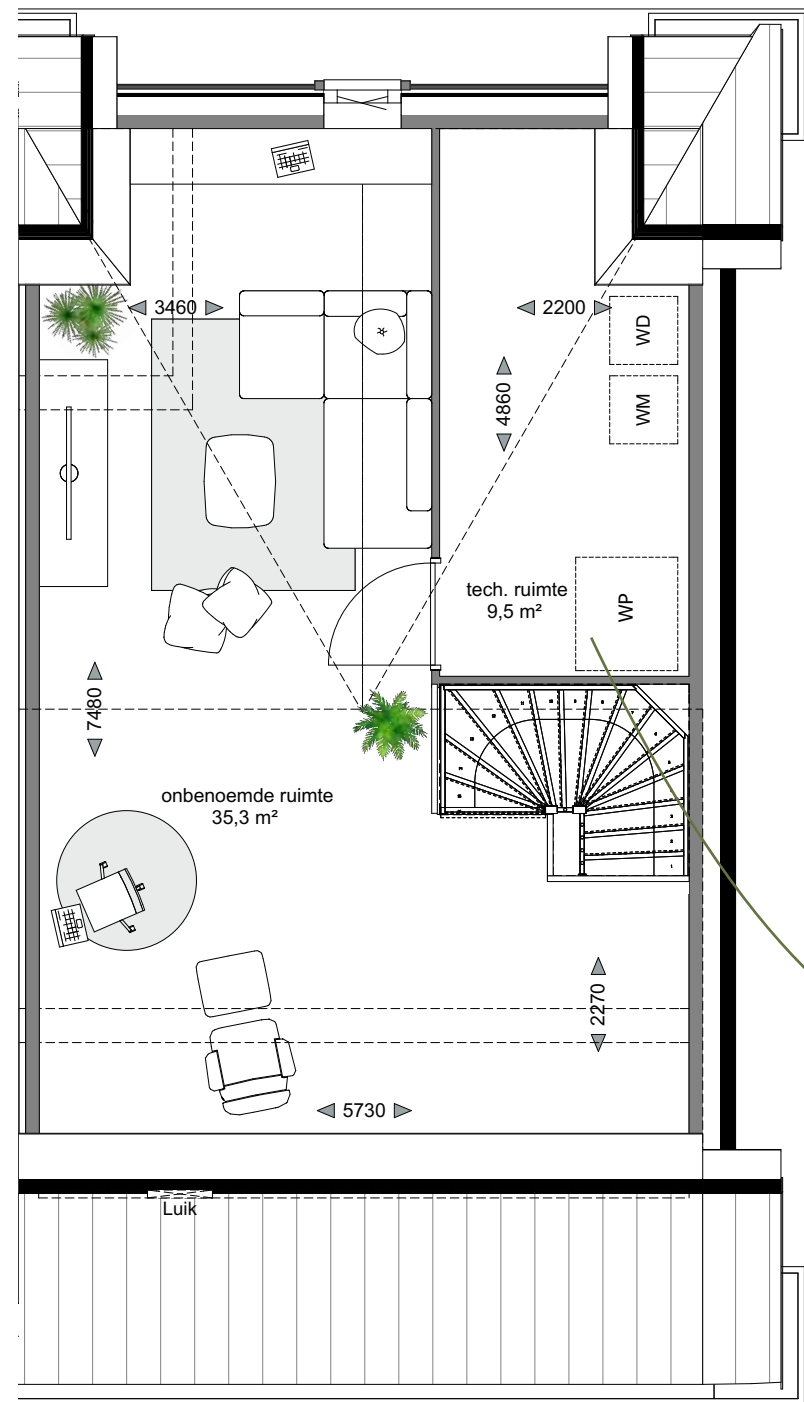 3460
2200
WD
WM
4860
tech. ruimte
9,5 m²
WP
7480
onbenoemde ruimte
35,3 m²
2270
5730
Luik